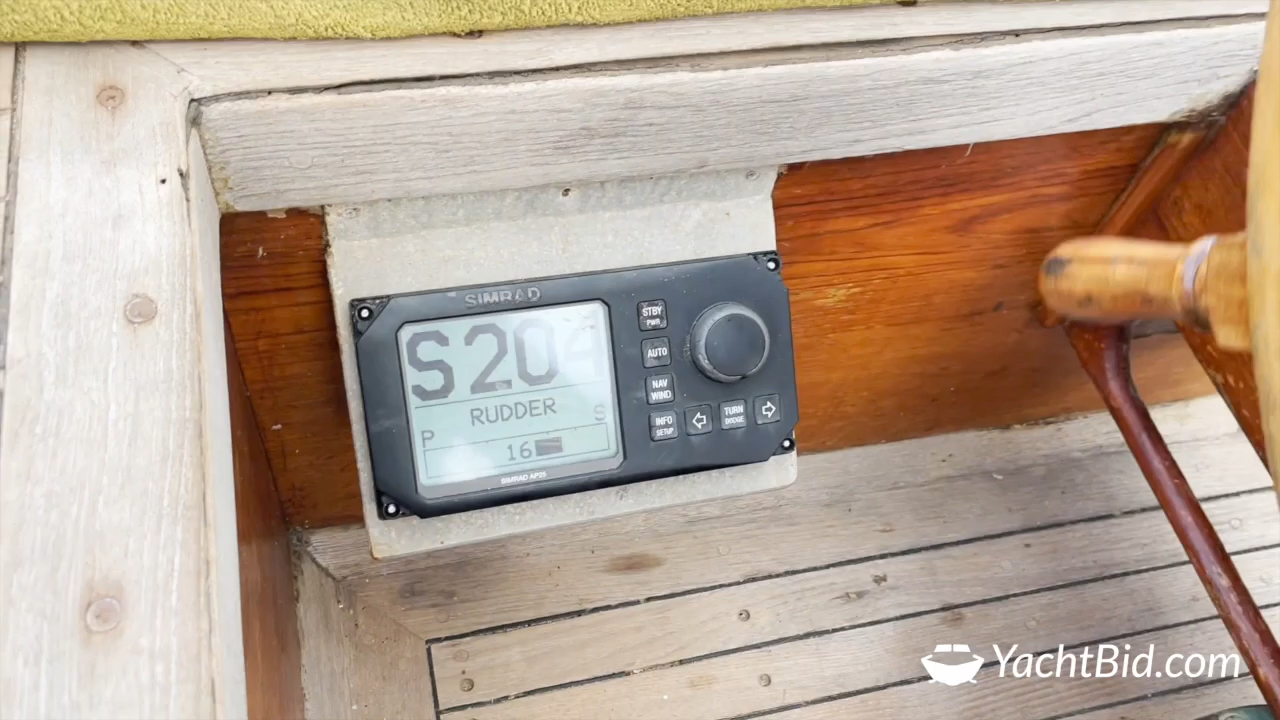 SIMRAD
S20
RUDDER
P S
16
SIMRAD AP25
STBY
Pwr
AUTO
NAV
WIND
INFO
SETUP
TURN
DODGE
YachtBid.com